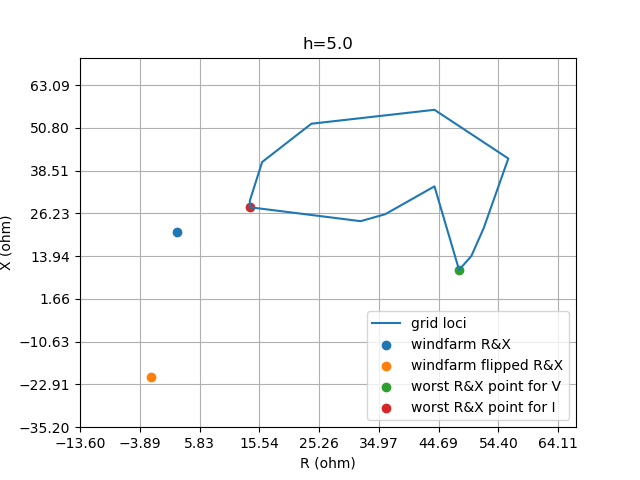 h=5.0
63.09
50.80
38.51
26.23
13.94
1.66
−10.63
−22.91
−35.20
X (ohm)
grid loci
windfarm R&X
windfarm flipped R&X
worst R&X point for V
worst R&X point for I
−13.60 −3.89 5.83 15.54 25.26 34.97 44.69 54.40 64.11
R (ohm)